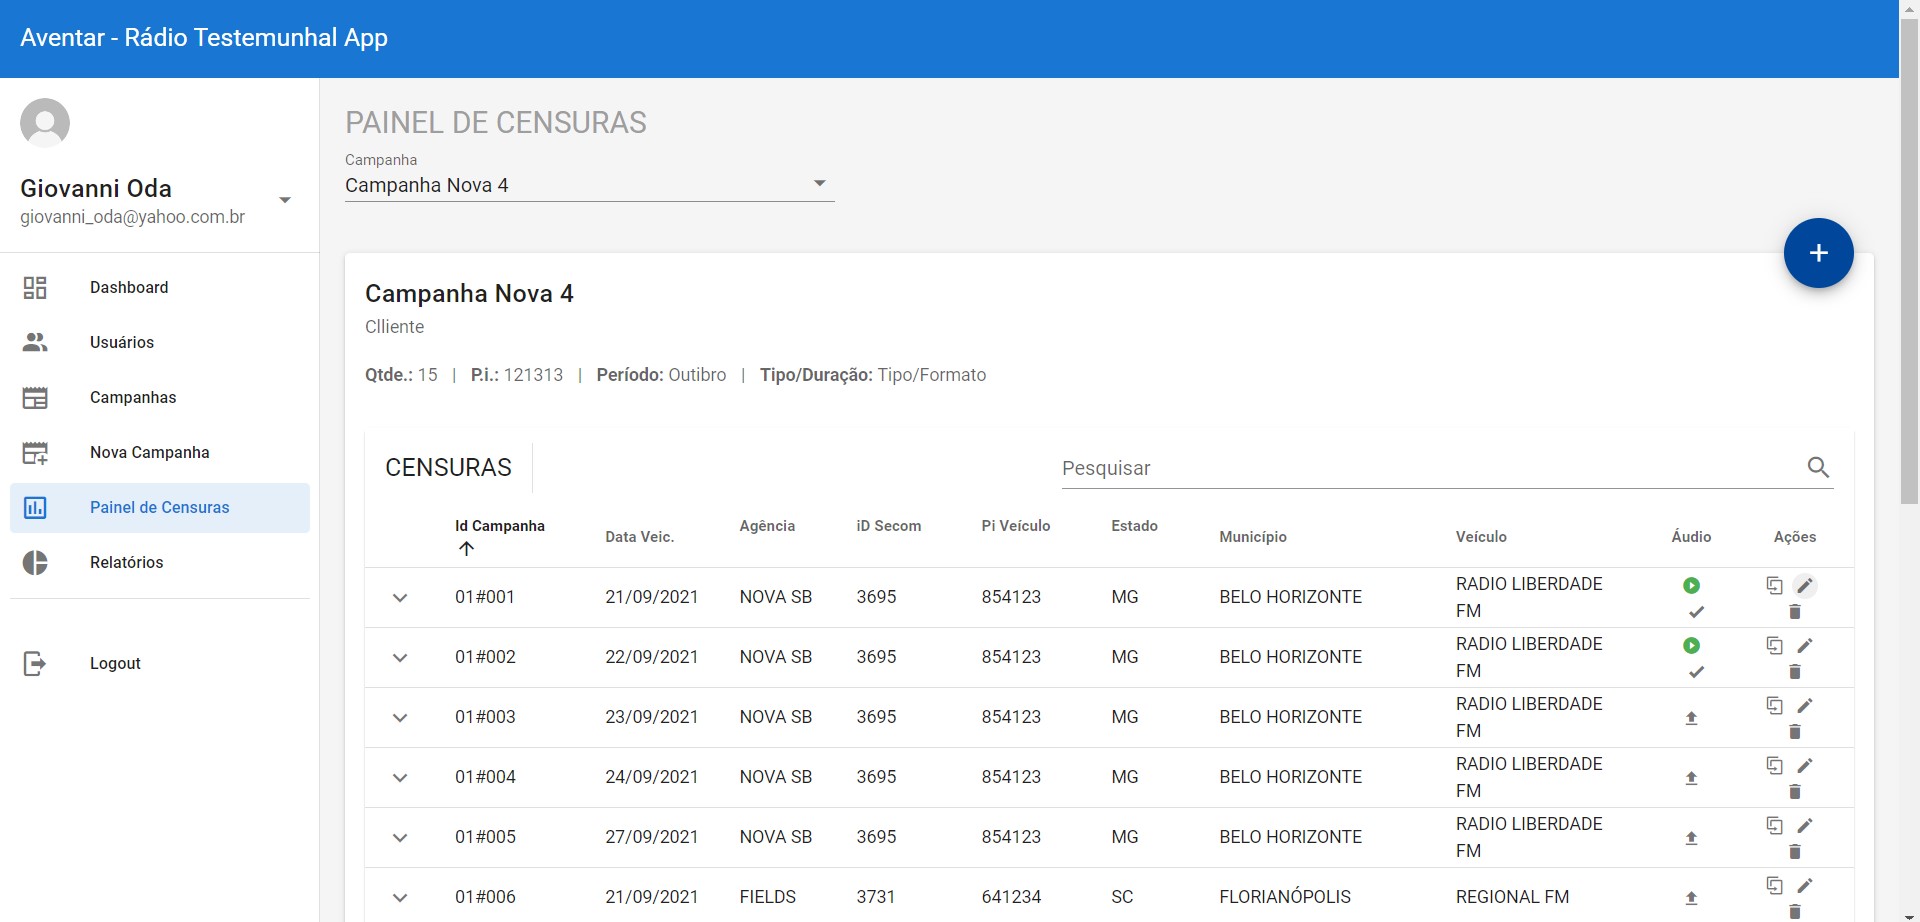 Aventar - Rádio Testemunhal App
Giovanni Oda
giovanni_oda@yahoo.com.br
Dashboard
Usuários
Campanhas
Nova Campanha
Painel de Censuras
Relatórios
Logout
PAINEL DE CENSURAS
Campanha
Campanha Nova 4
Campanha Nova 4
Clliente
Qtde.: 15 | P.i.: 121313 | Período: Outibro | Tipo/Duração: Tipo/Formato
CENSURAS
Pesquisar
Id Campanha Data Veic. Agência iD Secom Pi Veículo Estado Município Veículo Áudio Ações
01#001 21/09/2021 NOVA SB 3695 854123 MG BELO HORIZONTE RADIO LIBERDADE
FM
01#002 22/09/2021 NOVA SB 3695 854123 MG BELO HORIZONTE RADIO LIBERDADE
FM
01#003 23/09/2021 NOVA SB 3695 854123 MG BELO HORIZONTE RADIO LIBERDADE
FM
01#004 24/09/2021 NOVA SB 3695 854123 MG BELO HORIZONTE RADIO LIBERDADE
FM
01#005 27/09/2021 NOVA SB 3695 854123 MG BELO HORIZONTE RADIO LIBERDADE
FM
01#006 21/09/2021 FIELDS 3731 641234 SC FLORIANÓPOLIS REGIONAL FM